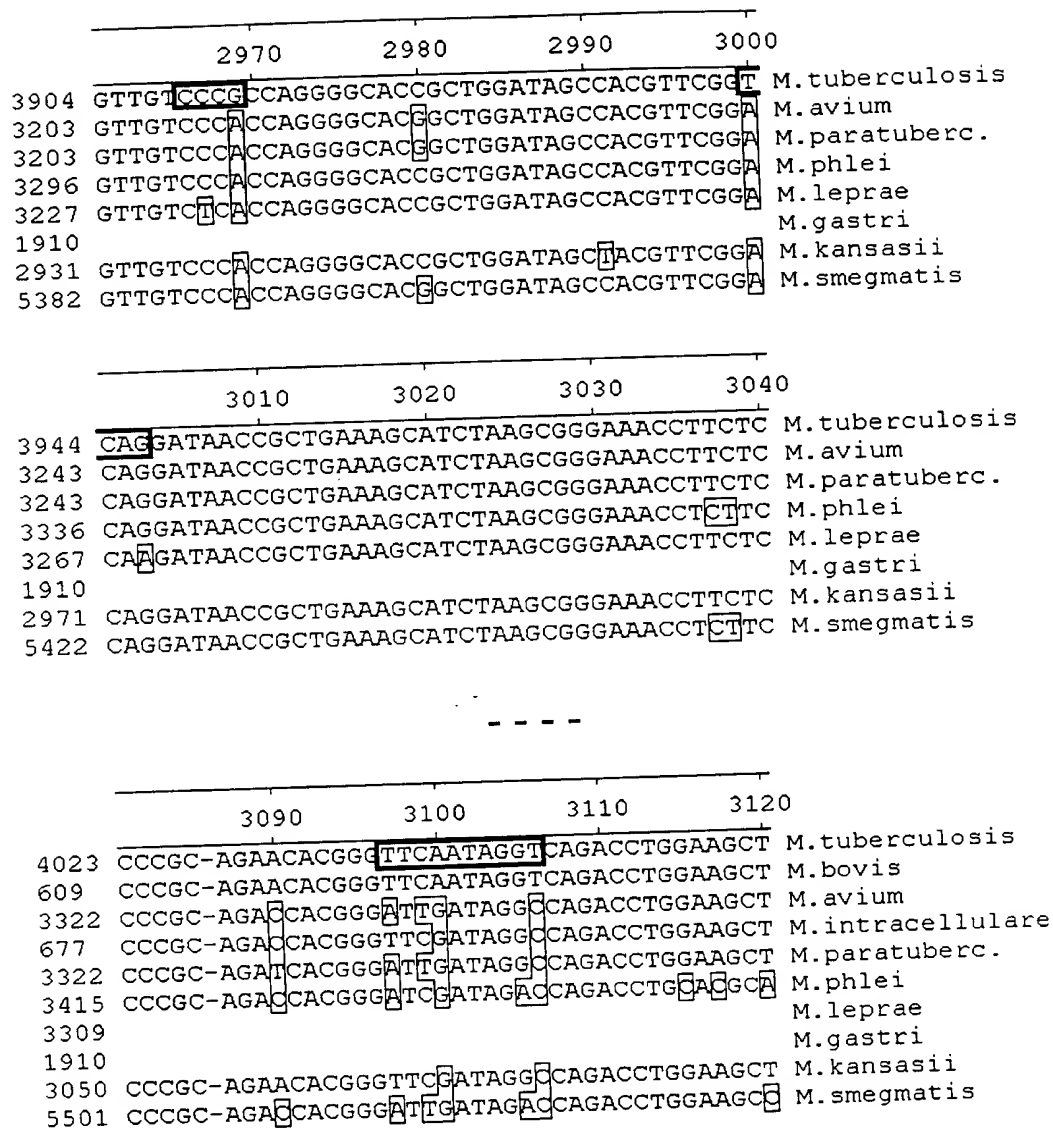 2970 2980 2990 3000
3904 GTTGTCCCGCCAGGGGCACCGCTGGATAGCCACGTTCGGT M.tuberculosis
3203 GTTGTCCCACCAGGGGCACGGCTGGATAGCCACGTTCGGA M.avium
3203 GTTGTCCCACCAGGGGCACGGCTGGATAGCCACGTTCGGA M.paratuberc.
3296 GTTGTCCCACCAGGGGCACCGCTGGATAGCCACGTTCGGA M.phlei
3227 GTTGTCTCACCAGGGGCACCGCTGGATAGCCACGTTCGGA M.leprae
1910 M.gastri
2931 GTTGTCCCACCAGGGGCACCGCTGGATAGCTACGTTCGGA M.kansasii
5382 GTTGTCCCACCAGGGGCACGGCTGGATAGCCACGTTCGGA M.smegmatis
3010 3020 3030 3040
3944 CAGGATAACCGCTGAAAGCATCTAAGCGGGAAACCTTCTC M.tuberculosis
3243 CAGGATAACCGCTGAAAGCATCTAAGCGGGAAACCTTCTC M.avium
3243 CAGGATAACCGCTGAAAGCATCTAAGCGGGAAACCTTCTC M.paratuberc.
3336 CAGGATAACCGCTGAAAGCATCTAAGCGGGAAACCTCTTC M.phlei
3267 CAAGATAACCGCTGAAAGCATCTAAGCGGGAAACCTTCTC M.leprae
1910 M.gastri
2971 CAGGATAACCGCTGAAAGCATCTAAGCGGGAAACCTTCTC M.kansasii
5422 CAGGATAACCGCTGAAAGCATCTAAGCGGGAAACCTCTTC M.smegmatis
- - - -
3090 3100 3110 3120
4023 CCCGC-AGAACACGGGTTCAATAGGTCAGACCTGGAAGCT M.tuberculosis
609 CCCGC-AGAACACGGGTTCAATAGGTCAGACCTGGAAGCT M.bovis
3322 CCCGC-AGACCACGGGATTGATAGGCCAGACCTGGAAGCT M.avium
677 CCCGC-AGACCACGGGTTCGATAGGCCAGACCTGGAAGCT M.intracellulare
3322 CCCGC-AGATCACGGGATTGATAGGCCAGACCTGGAAGCT M.paratuberc.
3415 CCCGC-AGACCACGGGATCGATAGACCAGACCTGCACGCA M.phlei
3309 M.leprae
1910 M.gastri
3050 CCCGC-AGAACACGGGTTCGATAGGCCAGACCTGGAAGCT M.kansasii
5501 CCCGC-AGACCACGGGATTGATAGACCAGACCTGGAAGCC M.smegmatis